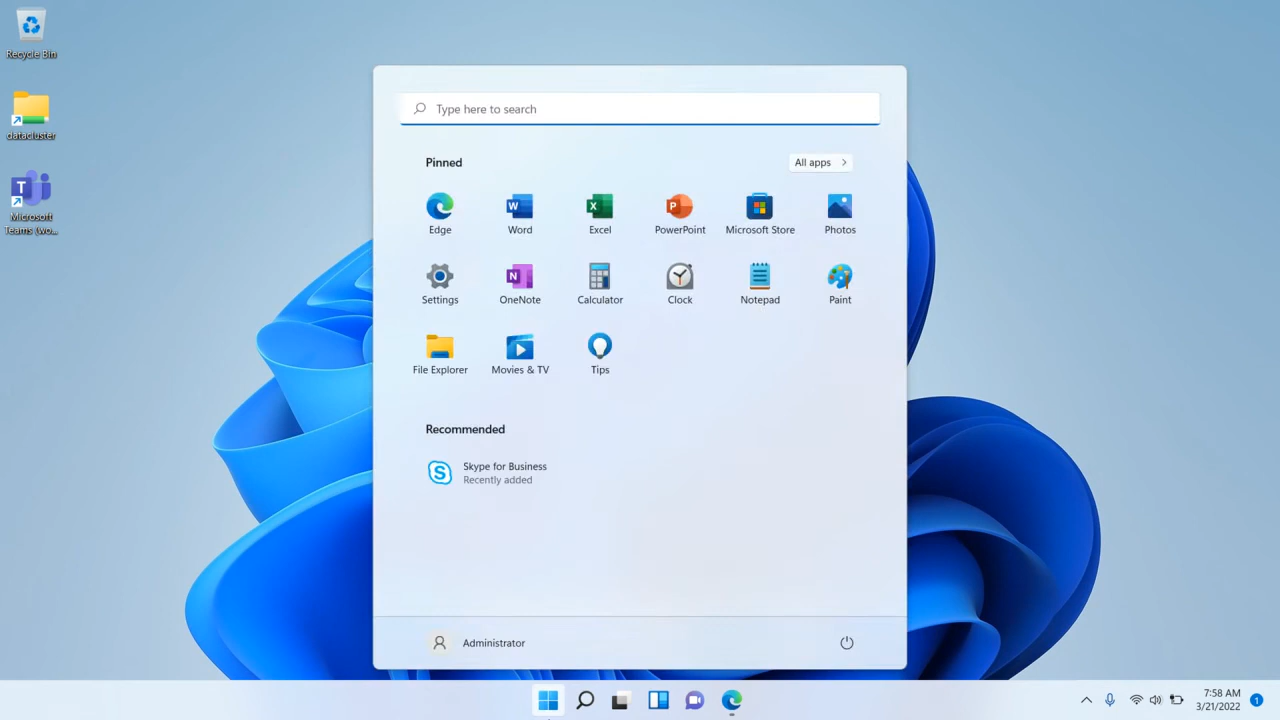 Recycle Bin
datacluster
Microsoft
Teams (wo...
Type here to search
Pinned
All apps
Edge
Word
Excel
PowerPoint
Microsoft Store
Photos
Settings
OneNote
Calculator
Clock
Notepad
Paint
File Explorer
Movies & TV
Tips
Recommended
Skype for Business
Recently added
Administrator
7:58 AM
3/21/2022
1